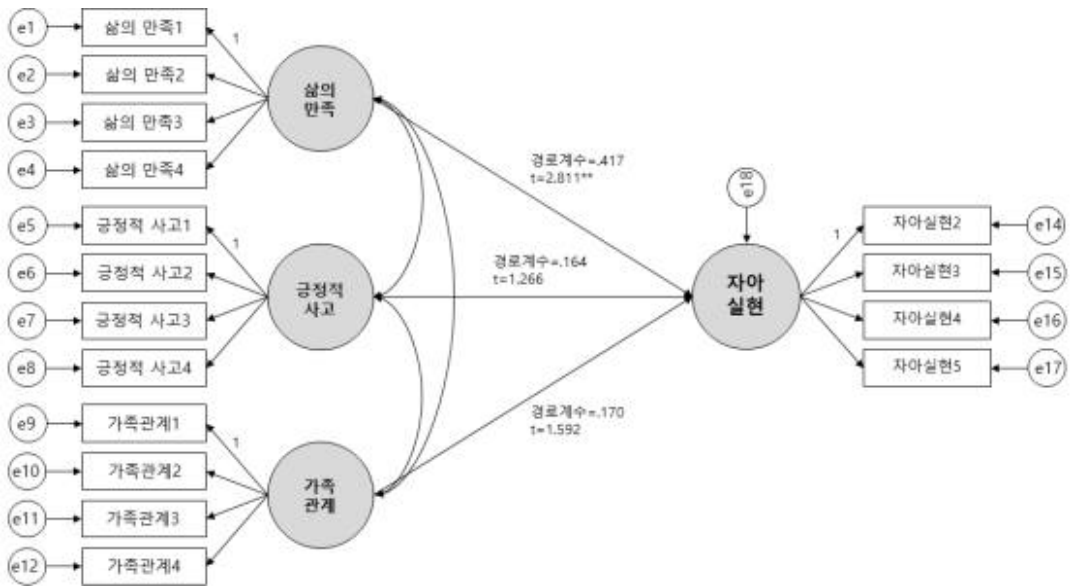 e1
삶의 만족1
1
e2
삶의 만족2
e3
삶의 만족3
e4
삶의 만족4
삶의
만족
e5
긍정적 사고1
1
e6
긍정적 사고2
e7
긍정적 사고3
e8
긍정적 사고4
긍정적
사고
e9
가족관계1
1
e10
가족관계2
e11
가족관계3
e12
가족관계4
가족
관계
경로계수=.417
t=2.811**
경로계수=.164
t=1.266
경로계수=.170
t=1.592
e18
자아
실현
1
자아실현2
e14
자아실현3
e15
자아실현4
e16
자아실현5
e17